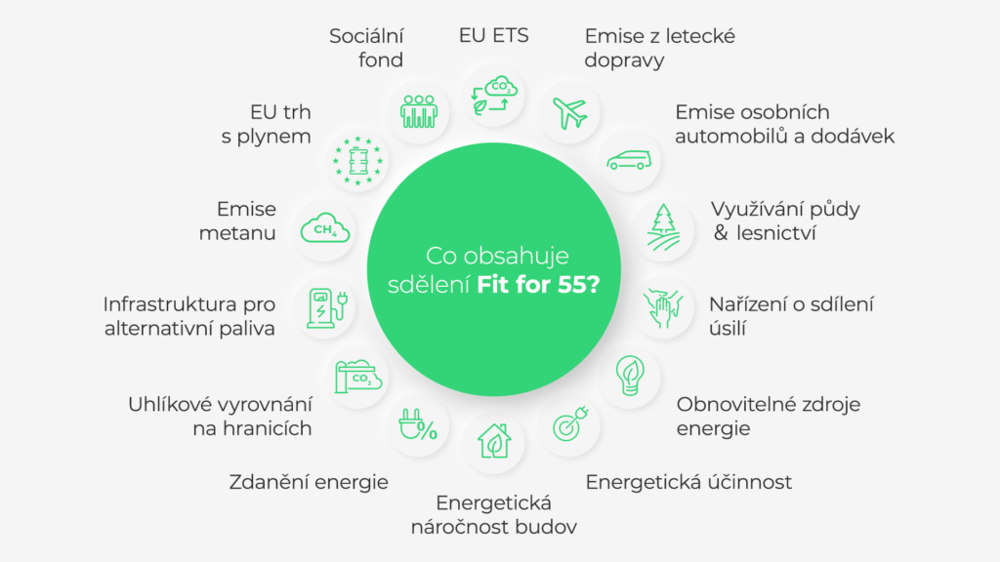 Co obsahuje
sdělení Fit for 55?
EU ETS
CO2
Emise z letecké
dopravy
Emise osobních
automobilů a dodávek
Využívání půdy
& lesnictví
Nařízení o sdílení
úsilí
Obnovitelné zdroje
energie
Energetická účinnost
Energetická
náročnost budov
Zdanění energie
%
Uhlíkové vyrovnání
na hranicích
CO2
Infrastruktura pro
alternativní paliva
Emise
metanu
CH4
EU trh
s plynem
Sociální
fond